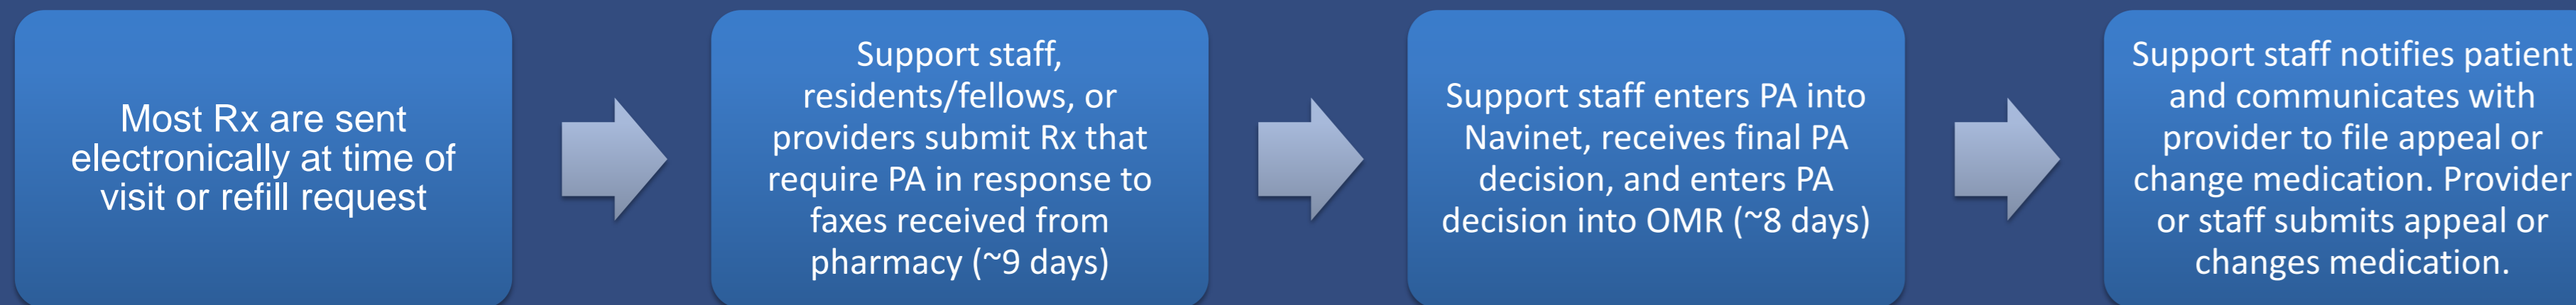 Most Rx are sent
electronically at time of
visit or refill request
Support staff,
residents/fellows, or
providers submit Rx that
require PA in response to
faxes received from
pharmacy (~9 days)
Support staff enters PA into
Navinet, receives final PA
decision, and enters PA
decision into OMR (~8 days)
Support staff notifies patient
and communicates with
provider to file appeal or
change medication. Provider
or staff submits appeal or
changes medication.